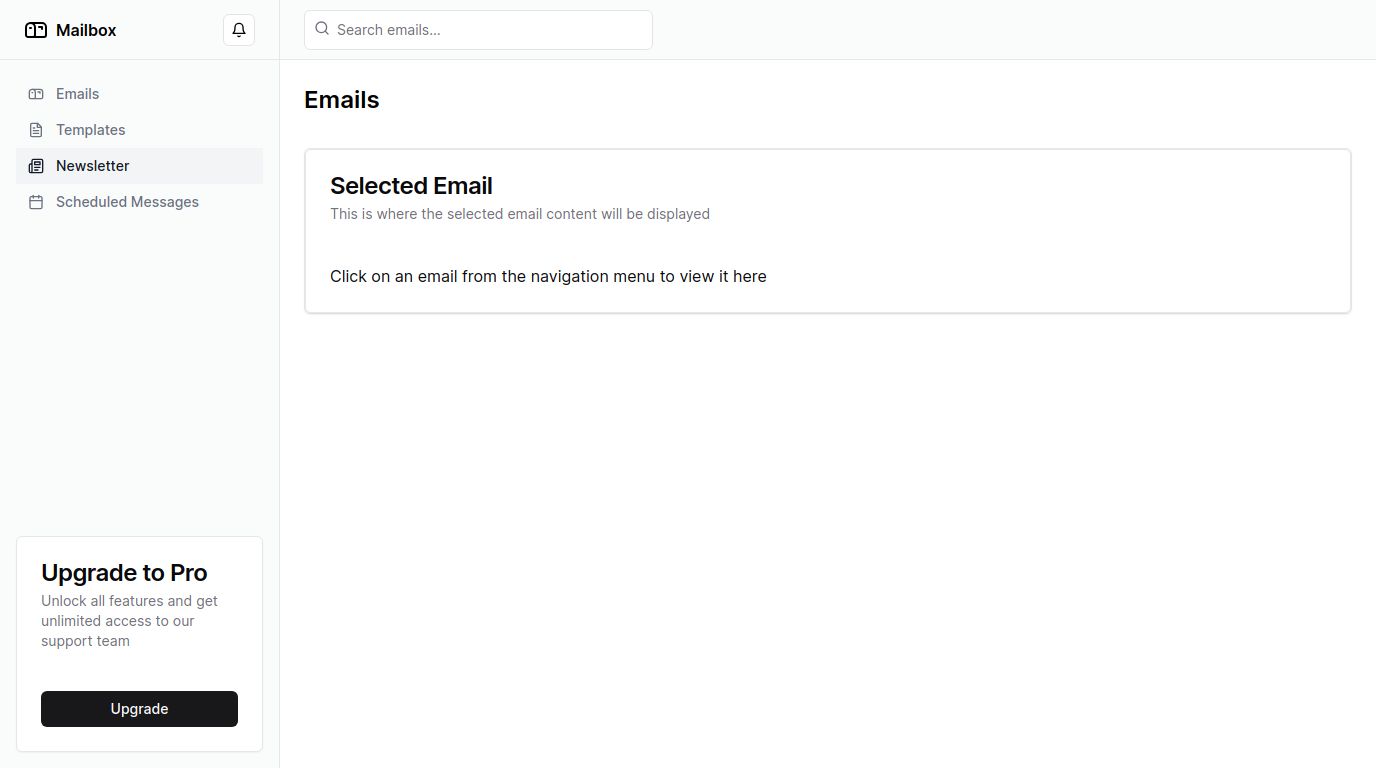 Mailbox
Search emails...
Emails
Templates
Newsletter
Scheduled Messages
Emails
Selected Email
This is where the selected email content will be displayed
Click on an email from the navigation menu to view it here
Upgrade to Pro
Unlock all features and get
unlimited access to our
support team
Upgrade